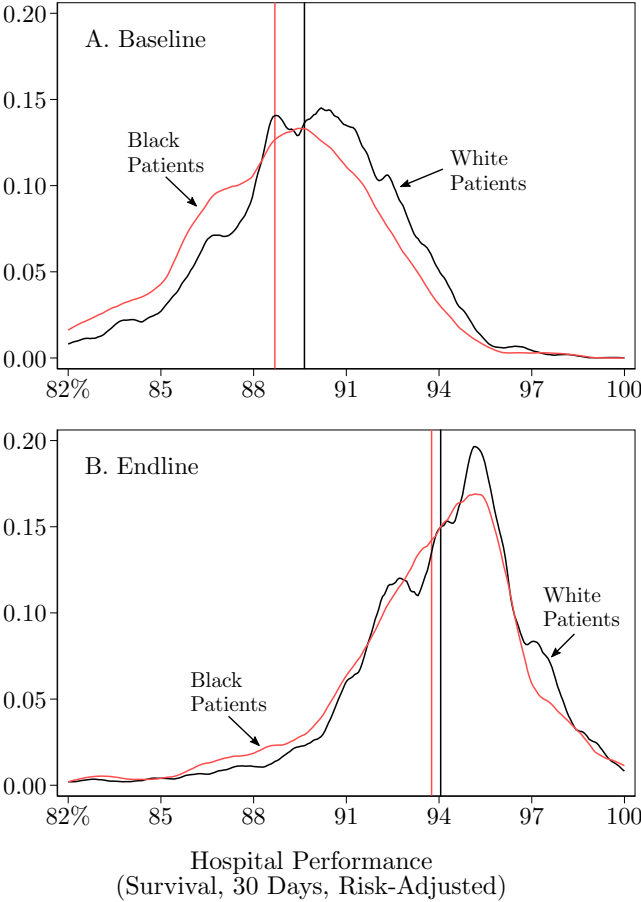 0.20
A. Baseline
0.15
Black
Patients
White
Patients
0.10
0.05
0.00
82% 85 88 91 94 97 100
0.20
B. Endline
0.15
White
Patients
0.10
Black
Patients
0.05
0.00
82% 85 88 91 94 97 100
Hospital Performance
(Survival, 30 Days, Risk-Adjusted)